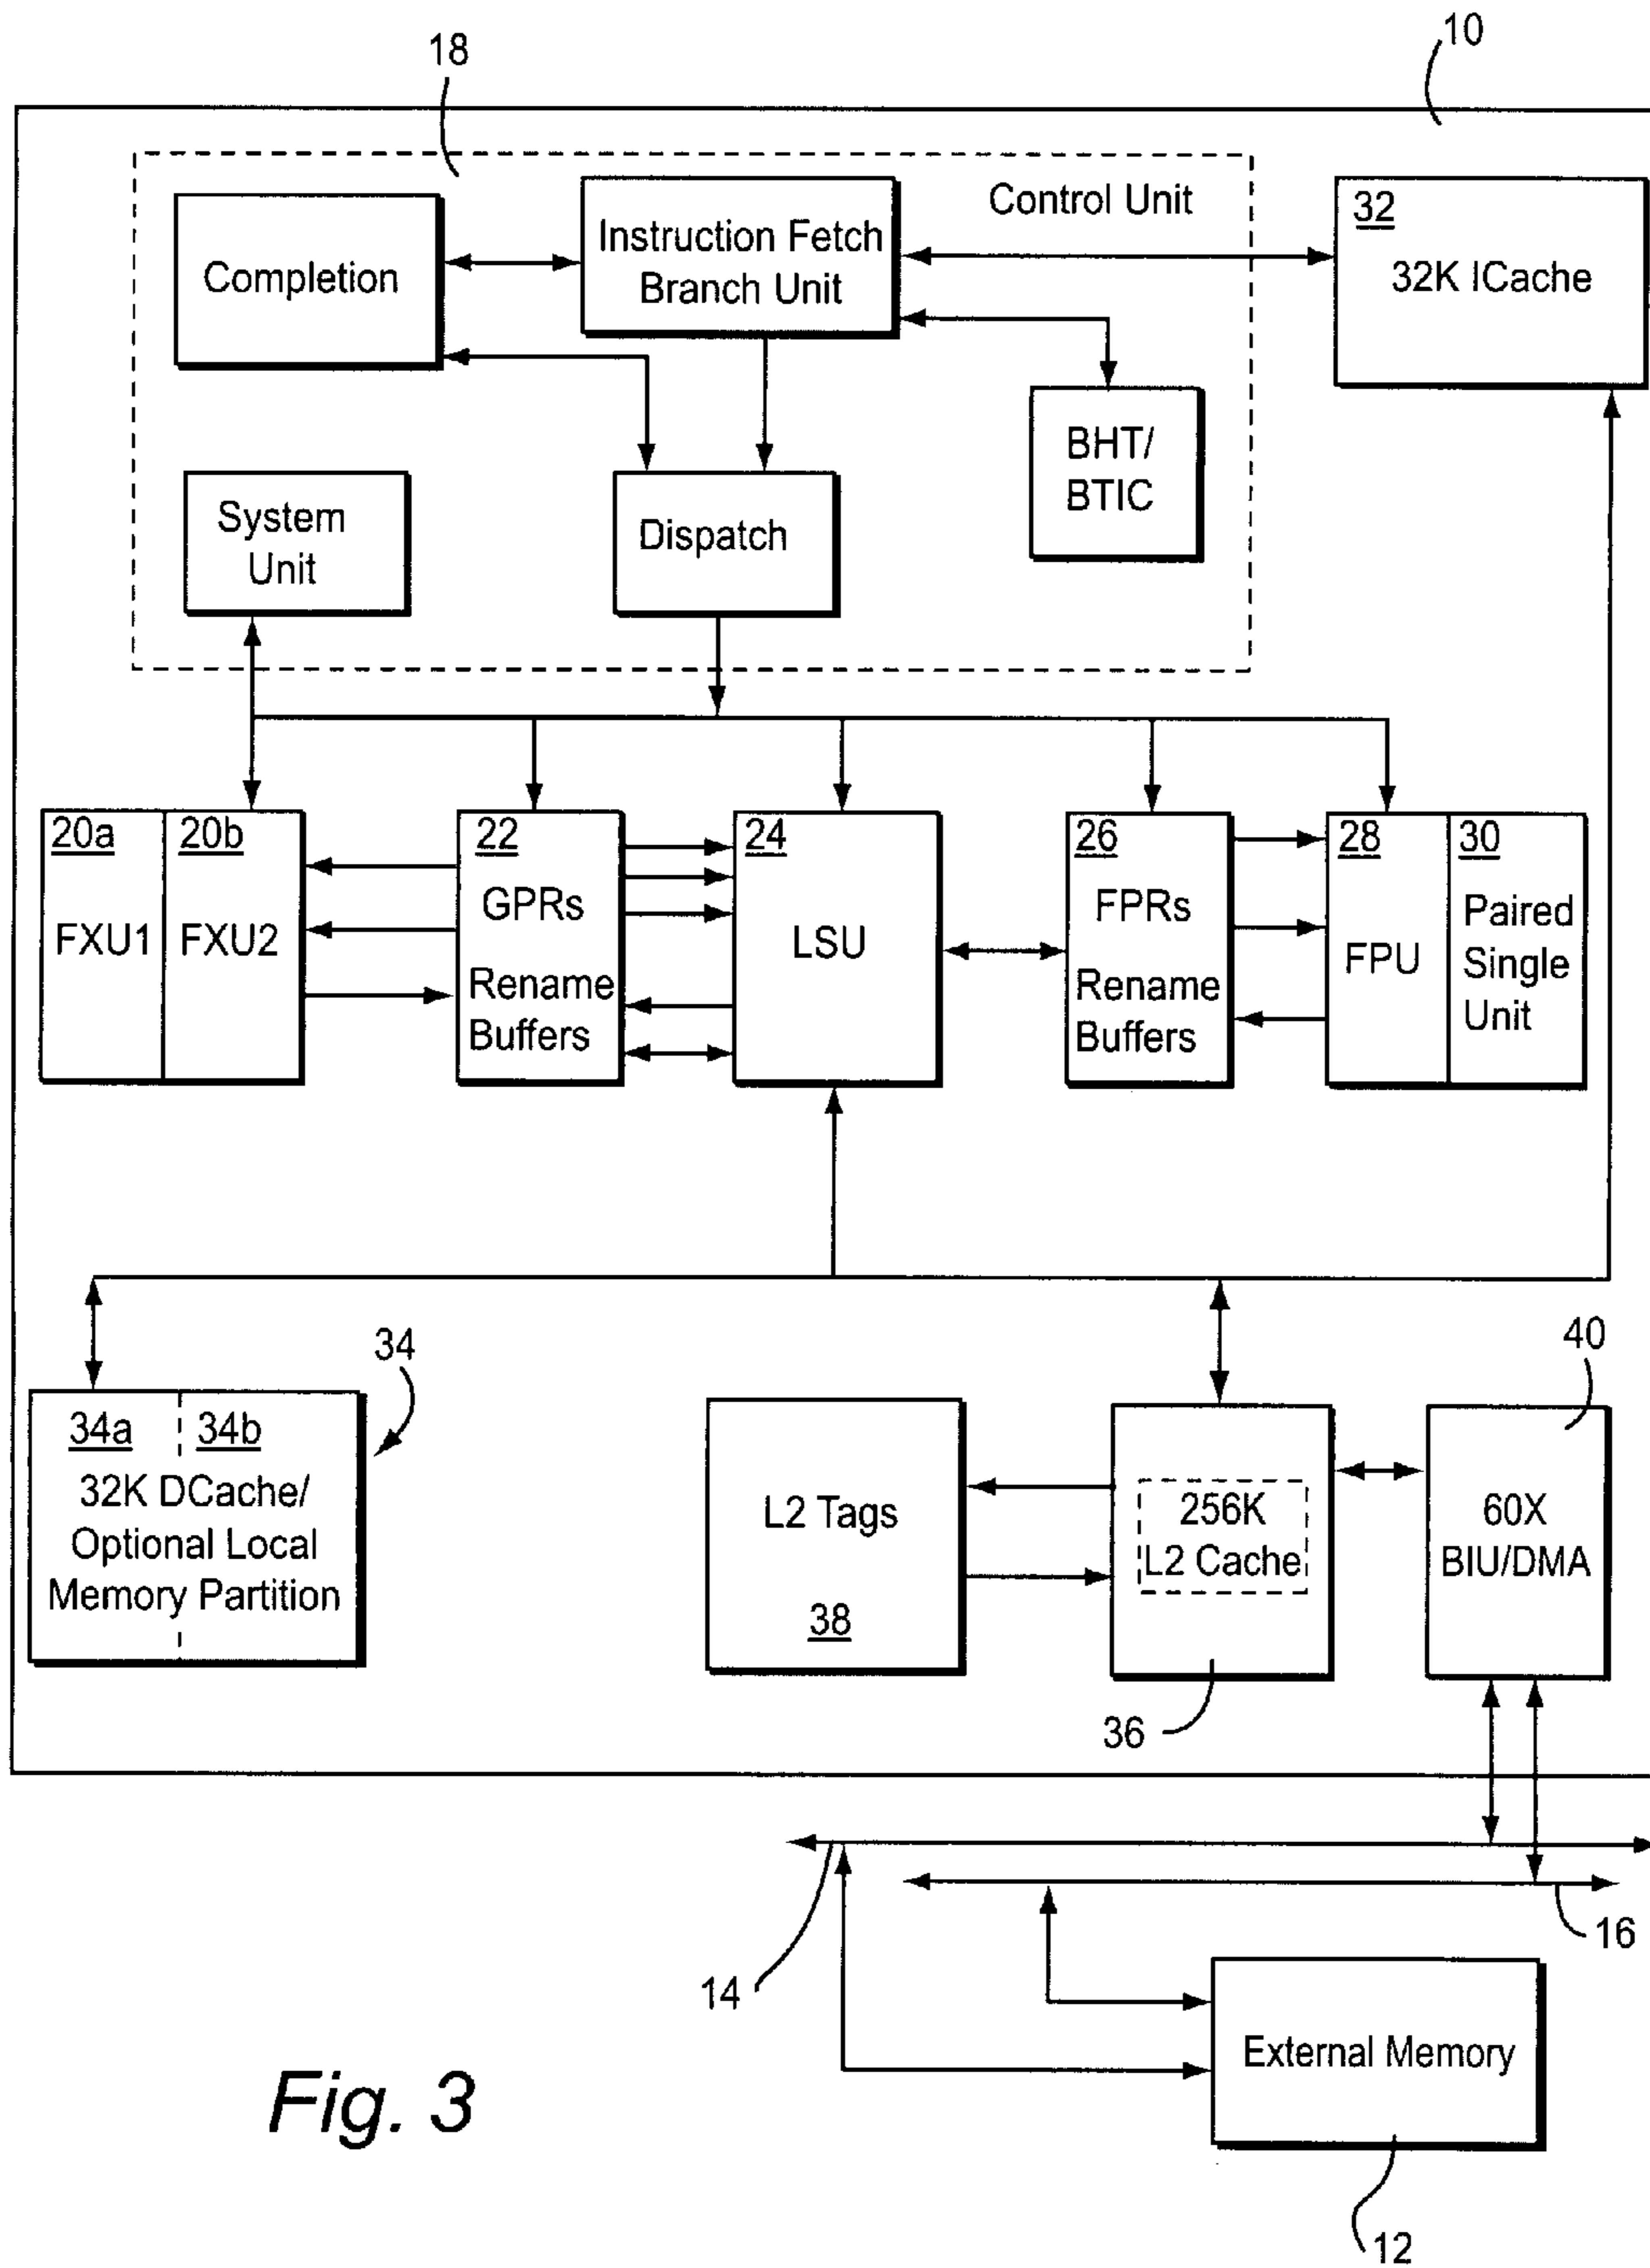 18
10
Completion
Instruction Fetch
Branch Unit
Control Unit
32
32K ICache
BHT/
BTIC
System
Unit
Dispatch
20a
FXU1
20b
FXU2
22
GPRs
Rename
Buffers
24
LSU
26
FPRs
Rename
Buffers
28
FPU
30
Paired
Single
Unit
34
34a
34b
32K DCache/
Optional Local
Memory Partition
L2 Tags
38
256K
L2 Cache
36
40
60X
BIU/DMA
14
16
External Memory
12
Fig. 3